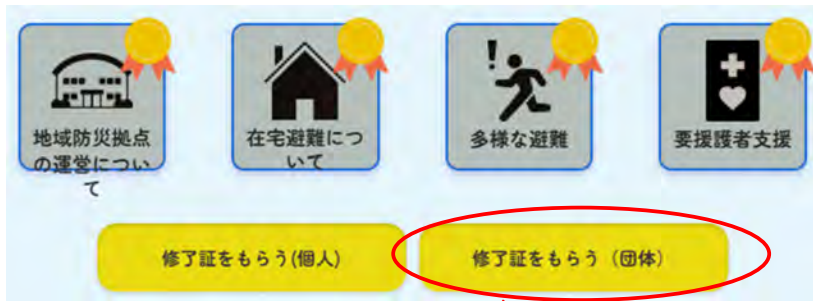 地域防災拠点
の運営につい
て
在宅避難につ
いて
多様な避難
要援護者支援
修了証をもらう(個人)
修了証をもらう（団体）